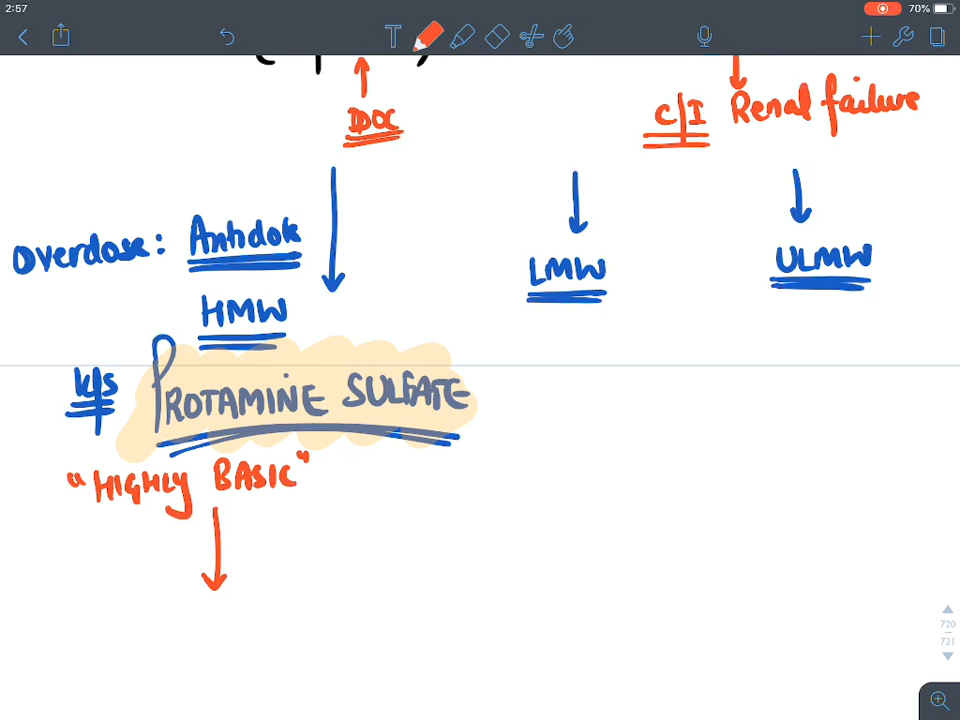 2:57
70%
T
DOC
C/I Renal failure
Overdose: Antidote
LMW
ULMW
HMW
PROTAMINE SULFATE
"HIGHLY BASIC"
720
721